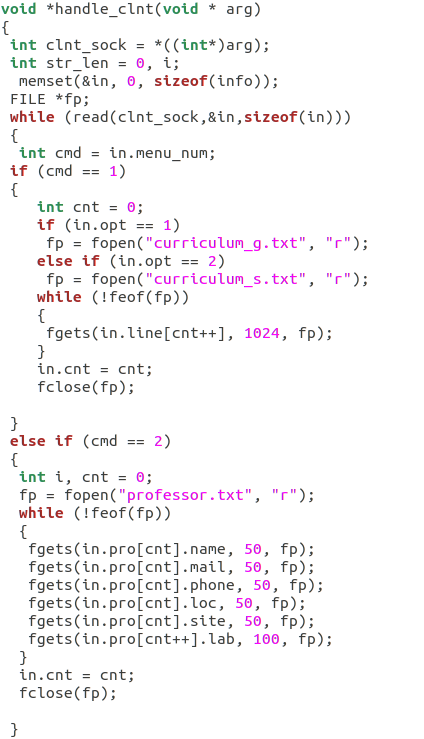 void *handle_clnt(void * arg)
{
 int clnt_sock = *((int*)arg);
 int str_len = 0, i;
  memset(&in, 0, sizeof(info));
 FILE *fp;
 while (read(clnt_sock,&in,sizeof(in)))
 {
  int cmd = in.menu_num;
 if (cmd == 1)
 {
    int cnt = 0;
    if (in.opt == 1)
     fp = fopen("curriculum_g.txt", "r");
    else if (in.opt == 2)
     fp = fopen("curriculum_s.txt", "r");
    while (!feof(fp))
    {
     fgets(in.line[cnt++], 1024, fp);
    }
    in.cnt = cnt;
    fclose(fp);

 }
 else if (cmd == 2)
 {
  int i, cnt = 0;
  fp = fopen("professor.txt", "r");
  while (!feof(fp))
  {
   fgets(in.pro[cnt].name, 50, fp);
   fgets(in.pro[cnt].mail, 50, fp);
   fgets(in.pro[cnt].phone, 50, fp);
   fgets(in.pro[cnt].loc, 50, fp);
   fgets(in.pro[cnt].site, 50, fp);
   fgets(in.pro[cnt++].lab, 100, fp);
  }
  in.cnt = cnt;
  fclose(fp);

 }